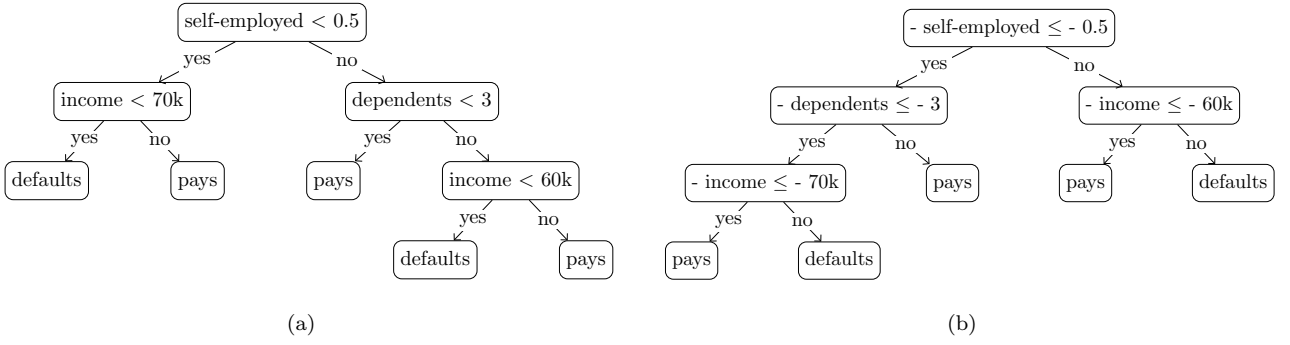 self-employed < 0.5
yes
no
income < 70k
dependents < 3
yes
no
yes
no
defaults
pays
pays
income < 60k
yes
no
defaults
pays
(a)
- self-employed ≤ - 0.5
yes
no
- dependents ≤ - 3
- income ≤ - 60k
yes
no
yes
no
- income ≤ - 70k
pays
pays
defaults
yes
no
pays
defaults
(b)